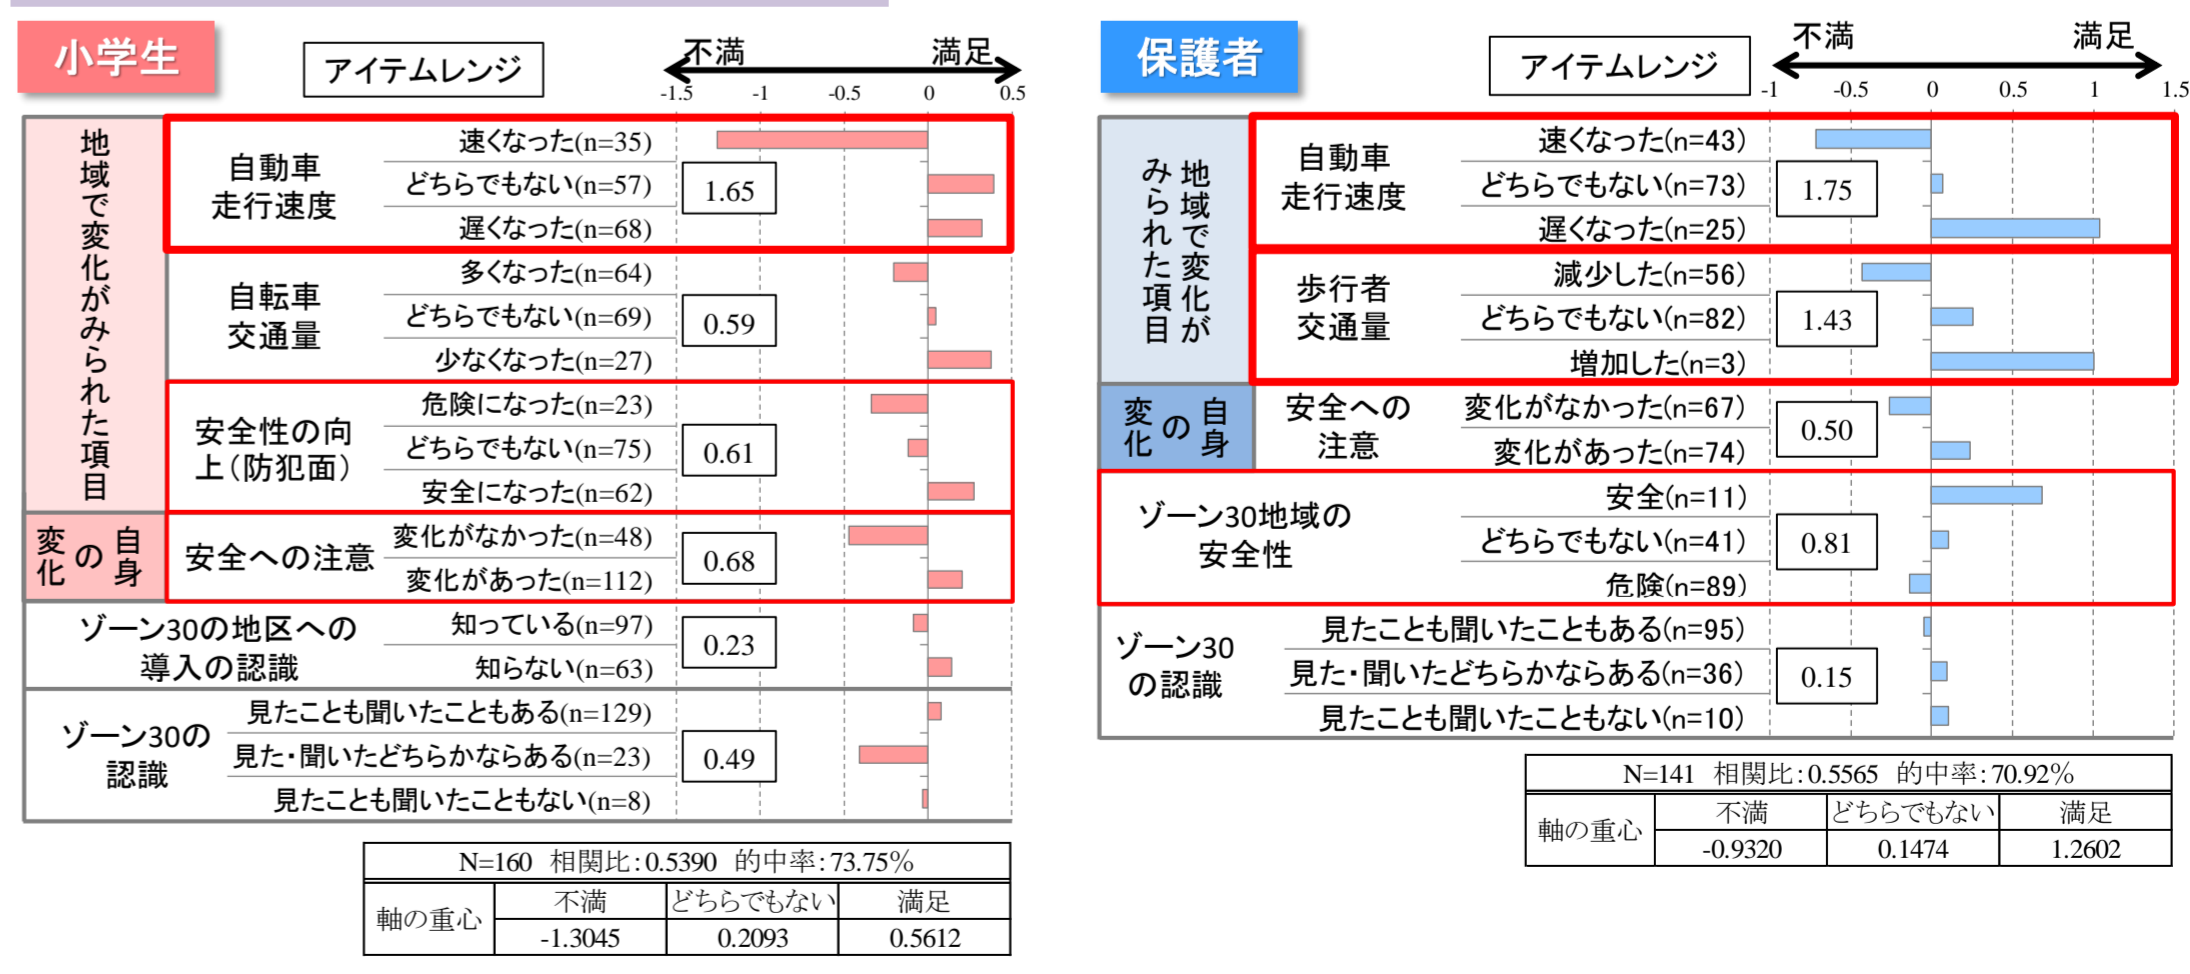 小学生
アイテムレンジ
不満 満足
-1.5 -1 -0.5 0 0.5
地域で変化がみられた項目
自動車
走行速度
速くなった(n=35)
どちらでもない(n=57)
遅くなった(n=68)
1.65
自転車
交通量
多くなった(n=64)
どちらでもない(n=69)
少なくなった(n=27)
0.59
安全性の向
上(防犯面)
危険になった(n=23)
どちらでもない(n=75)
安全になった(n=62)
0.61
自身
の
変化
安全への注意
変化がなかった(n=48)
変化があった(n=112)
0.68
ゾーン30の地区への
導入の認識
知っている(n=97)
知らない(n=63)
0.23
ゾーン30の
認識
見たことも聞いたこともある(n=129)
見た・聞いたどちらかならある(n=23)
見たことも聞いたこともない(n=8)
0.49
N=160 相関比:0.5390 的中率:73.75%
軸の重心
不満 どちらでもない 満足
-1.3045 0.2093 0.5612
保護者
アイテムレンジ
不満 満足
-1 -0.5 0 0.5 1 1.5
地域で変化が
みられた項目
自動車
走行速度
速くなった(n=43)
どちらでもない(n=73)
遅くなった(n=25)
1.75
歩行者
交通量
減少した(n=56)
どちらでもない(n=82)
増加した(n=3)
1.43
自身
の
変化
安全への
注意
変化がなかった(n=67)
変化があった(n=74)
0.50
ゾーン30地域の
安全性
安全(n=11)
どちらでもない(n=41)
危険(n=89)
0.81
ゾーン30
の認識
見たことも聞いたこともある(n=95)
見た・聞いたどちらかならある(n=36)
見たことも聞いたこともない(n=10)
0.15
N=141 相関比:0.5565 的中率:70.92%
軸の重心
不満 どちらでもない 満足
-0.9320 0.1474 1.2602